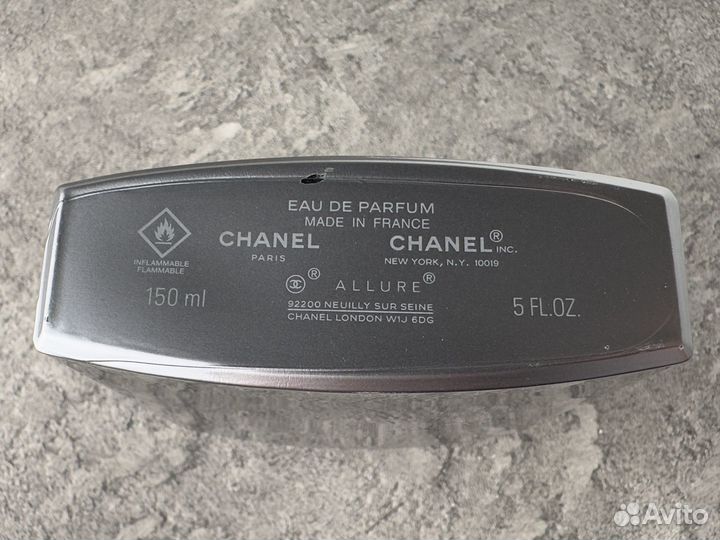 EAU DE PARFUM
MADE IN FRANCE
CHANEL CHANEL® INC.
PARIS NEW YORK, N.Y. 10019
INFLAMMABLE
FLAMMABLE
® ALLURE®
150 ml 5 FL.OZ.
92200 NEUILLY SUR SEINE
CHANEL LONDON W1J 6DG
Avito